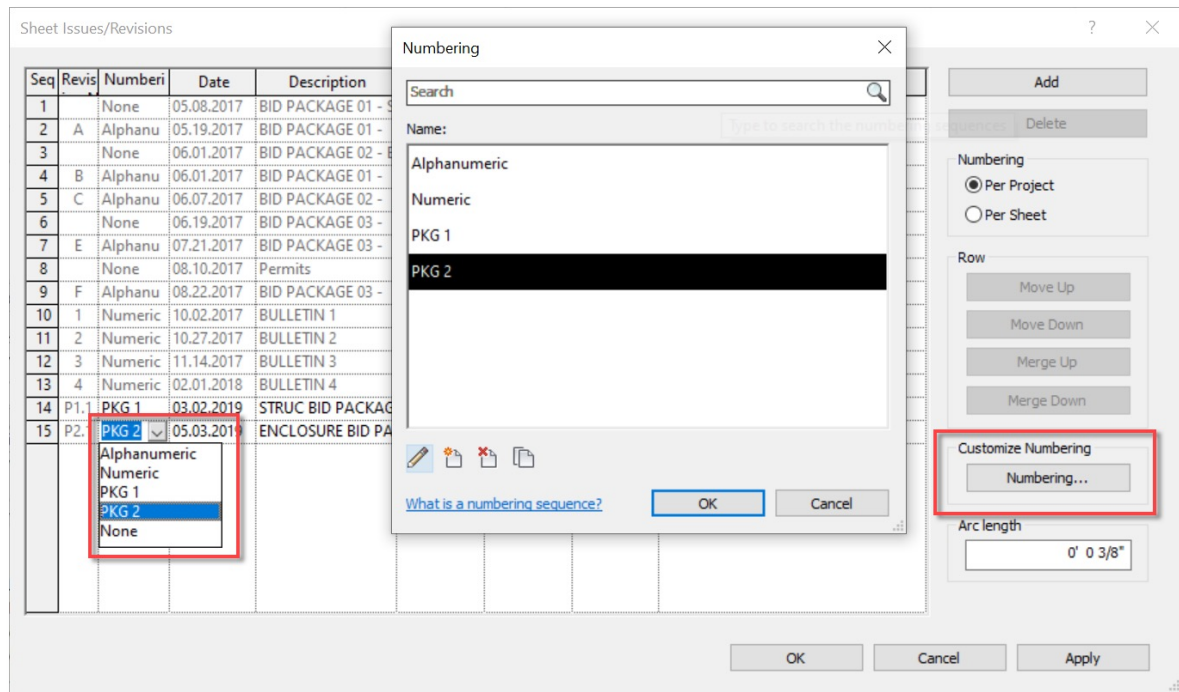 Sheet Issues/Revisions
Seq Revis Numberi Date Description
1 None 05.08.2017 BID PACKAGE 01 - S
2 A Alphanu 05.19.2017 BID PACKAGE 01 -
3 None 06.01.2017 BID PACKAGE 02 - E
4 B Alphanu 06.01.2017 BID PACKAGE 01 -
5 C Alphanu 06.07.2017 BID PACKAGE 02 -
6 None 06.19.2017 BID PACKAGE 03 -
7 E Alphanu 07.21.2017 BID PACKAGE 03 -
8 None 08.10.2017 Permits
9 F Alphanu 08.22.2017 BID PACKAGE 03 -
10 1 Numeric 10.02.2017 BULLETIN 1
11 2 Numeric 10.27.2017 BULLETIN 2
12 3 Numeric 11.14.2017 BULLETIN 3
13 4 Numeric 02.01.2018 BULLETIN 4
14 P1.1 PKG 1 03.02.2019 STRUC BID PACKAG
15 P2. PKG 2 05.03.2019 ENCLOSURE BID PA
Alphanumeric
Numeric
PKG 1
PKG 2
None
Numbering
Search
Type to search the numbering sequences
Name:
Alphanumeric
Numeric
PKG 1
PKG 2
What is a numbering sequence?
OK
Cancel
?
Add
Delete
Numbering
Per Project
Per Sheet
Row
Move Up
Move Down
Merge Up
Merge Down
Customize Numbering
Numbering...
Arc length
0' 0 3/8"
OK
Cancel
Apply